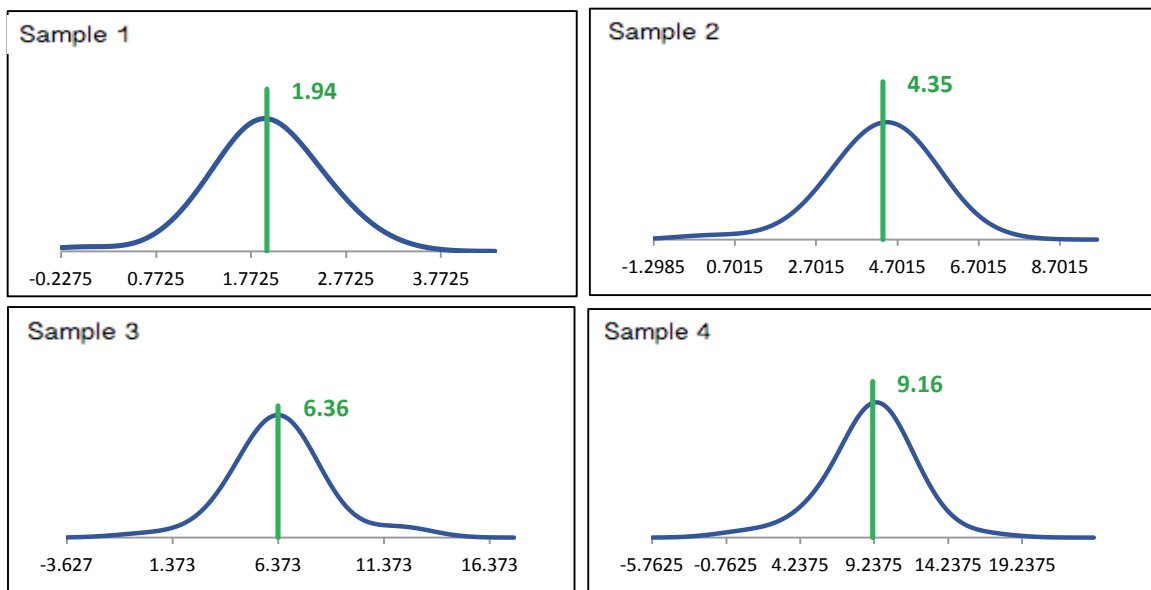 Sample 1
1.94
-0.2275 0.7725 1.7725 2.7725 3.7725
Sample 2
4.35
-1.2985 0.7015 2.7015 4.7015 6.7015 8.7015
Sample 3
6.36
-3.627 1.373 6.373 11.373 16.373
Sample 4
9.16
-5.7625 -0.7625 4.2375 9.2375 14.2375 19.2375